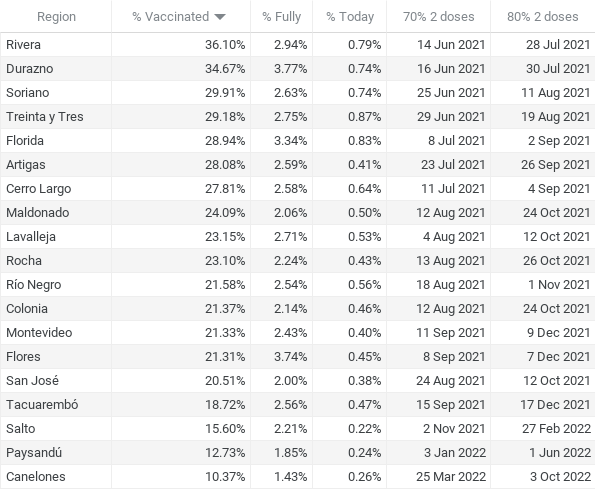 Region % Vaccinated % Fully % Today 70% 2 doses 80% 2 doses
Rivera 36.10% 2.94% 0.79% 14 Jun 2021 28 Jul 2021
Durazno 34.67% 3.77% 0.74% 16 Jun 2021 30 Jul 2021
Soriano 29.91% 2.63% 0.74% 25 Jun 2021 11 Aug 2021
Treinta y Tres 29.18% 2.75% 0.87% 29 Jun 2021 19 Aug 2021
Florida 28.94% 3.34% 0.83% 8 Jul 2021 2 Sep 2021
Artigas 28.08% 2.59% 0.41% 23 Jul 2021 26 Sep 2021
Cerro Largo 27.81% 2.58% 0.64% 11 Jul 2021 4 Sep 2021
Maldonado 24.09% 2.06% 0.50% 12 Aug 2021 24 Oct 2021
Lavalleja 23.15% 2.71% 0.53% 4 Aug 2021 12 Oct 2021
Rocha 23.10% 2.24% 0.43% 13 Aug 2021 26 Oct 2021
Río Negro 21.58% 2.54% 0.56% 18 Aug 2021 1 Nov 2021
Colonia 21.37% 2.14% 0.46% 12 Aug 2021 24 Oct 2021
Montevideo 21.33% 2.43% 0.40% 11 Sep 2021 9 Dec 2021
Flores 21.31% 3.74% 0.45% 8 Sep 2021 7 Dec 2021
San José 20.51% 2.00% 0.38% 24 Aug 2021 12 Oct 2021
Tacuarembó 18.72% 2.56% 0.47% 15 Sep 2021 17 Dec 2021
Salto 15.60% 2.21% 0.22% 2 Nov 2021 27 Feb 2022
Paysandú 12.73% 1.85% 0.24% 3 Jan 2022 1 Jun 2022
Canelones 10.37% 1.43% 0.26% 25 Mar 2022 3 Oct 2022